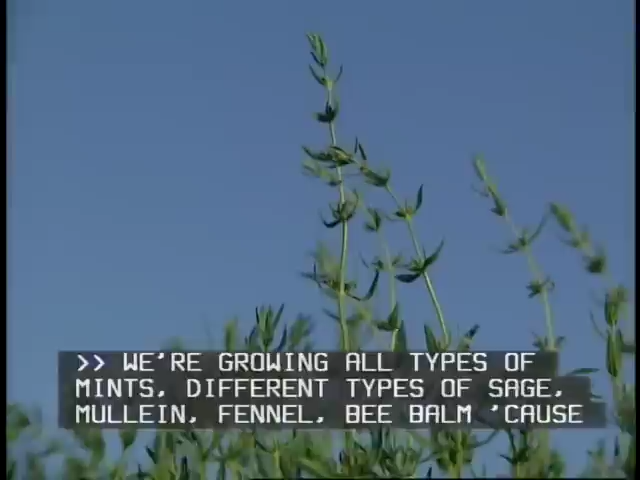 >> WE'RE GROWING ALL TYPES OF
MINTS, DIFFERENT TYPES OF SAGE,
MULLEIN, FENNEL, BEE BALM 'CAUSE